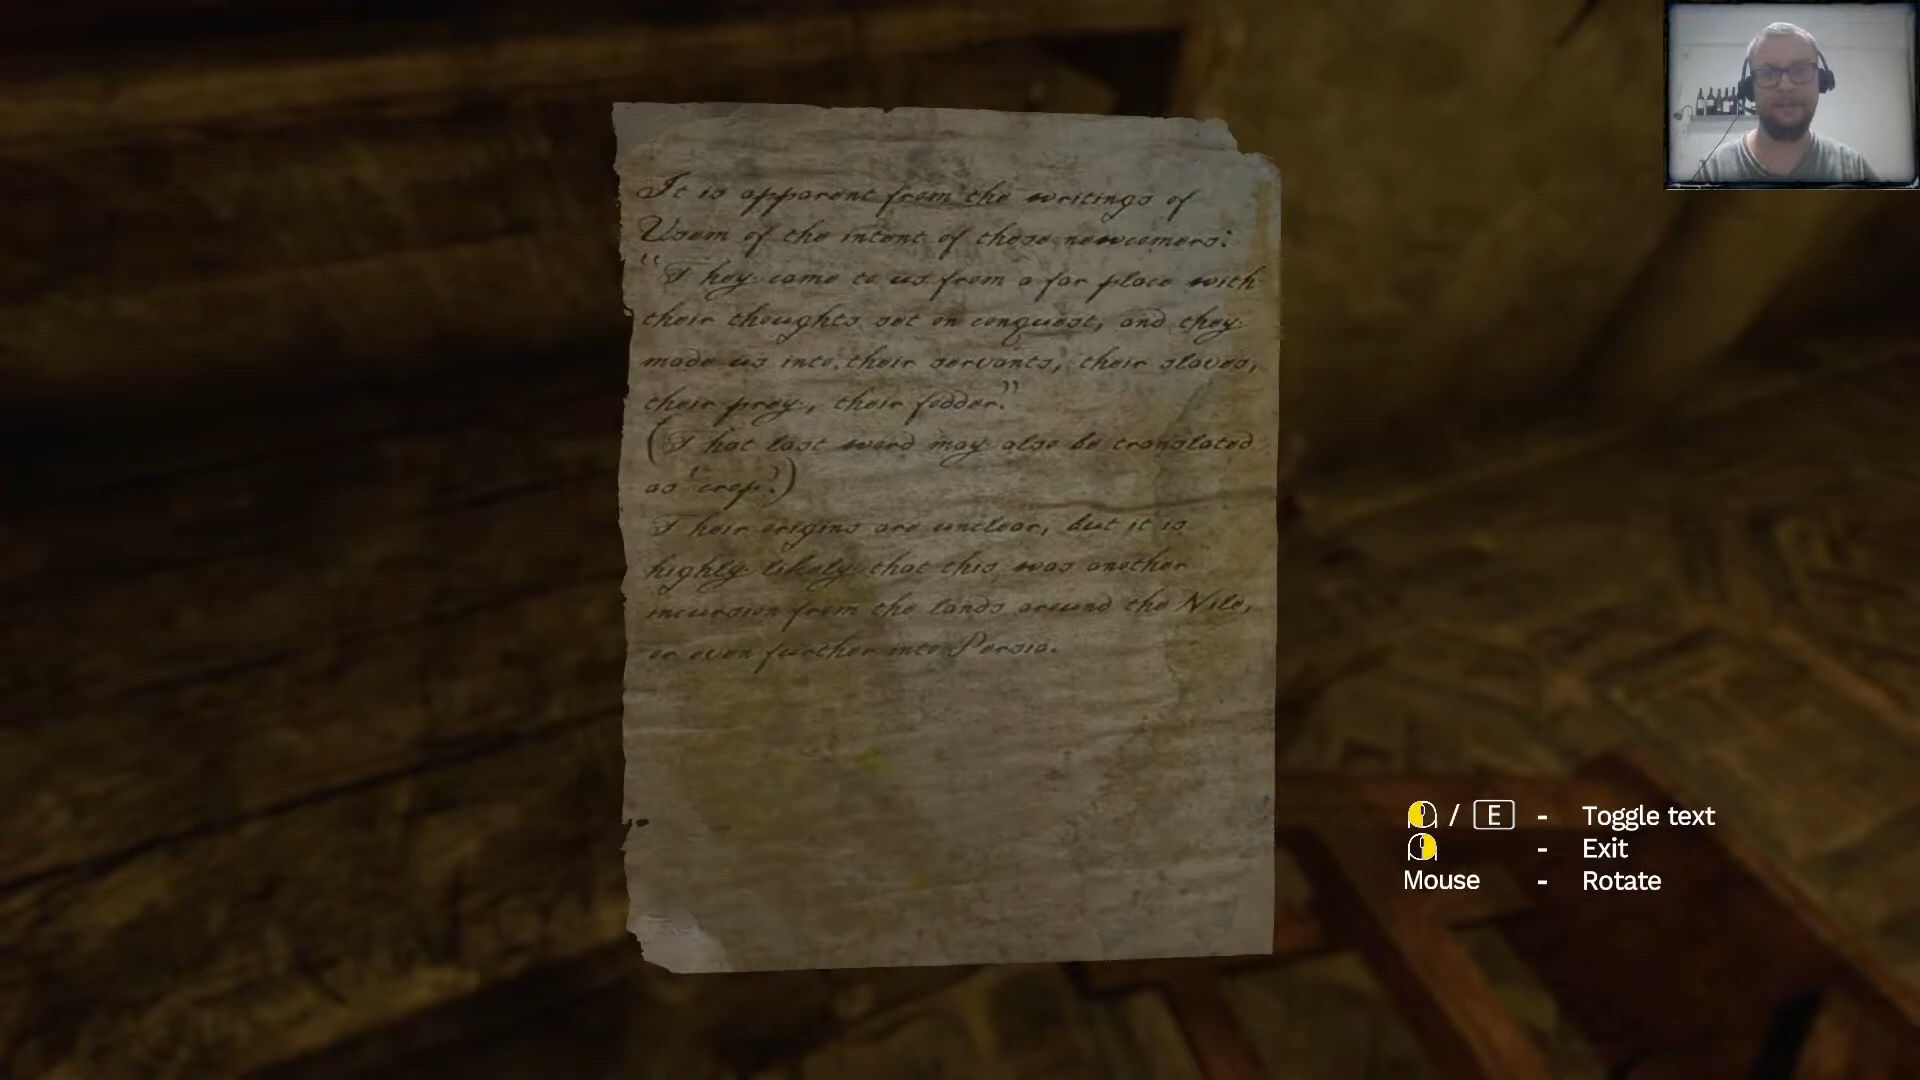 It is apparent from the writings of
Usem of the intent of these newcomers:
"They came to us from a far place with
their thoughts set on conquest, and they
made us into their servants, their slaves,
their prey, their fodder."
(That last word may also be translated
as 'crop'.)
Their origins are unclear, but it is
highly likely that this was another
incursion from the lands around the Nile,
or even further into Persia.
/ E - Toggle text
- Exit
Mouse - Rotate